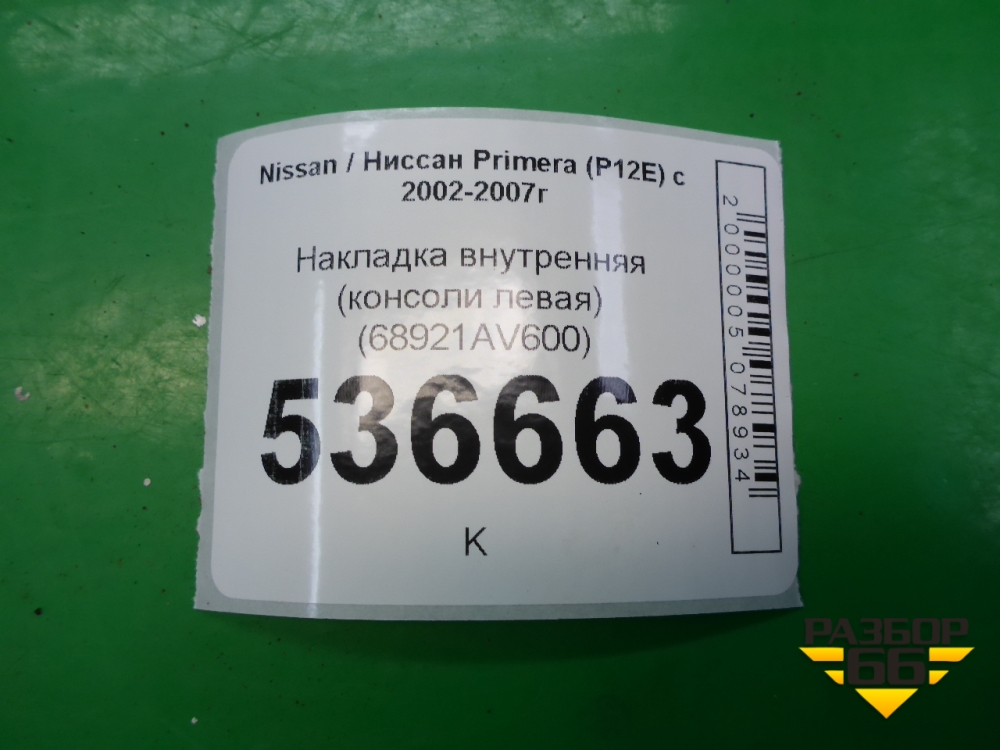 Nissan / Ниссан Primera (P12E) с
2002-2007г
Накладка внутренняя
(консоли левая)
(68921AV600)
536663
К
2000005078934
РАЗБОР
66